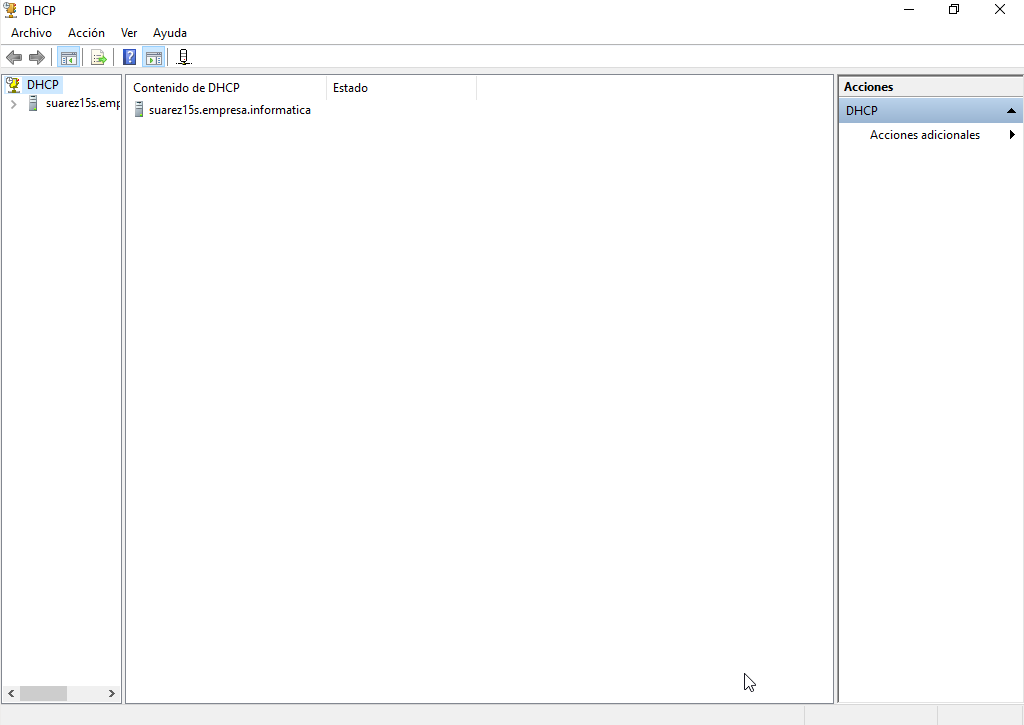 DHCP
Archivo Acción Ver Ayuda
DHCP
suarez15s.emp
Contenido de DHCP Estado
suarez15s.empresa.informatica
Acciones
DHCP
Acciones adicionales